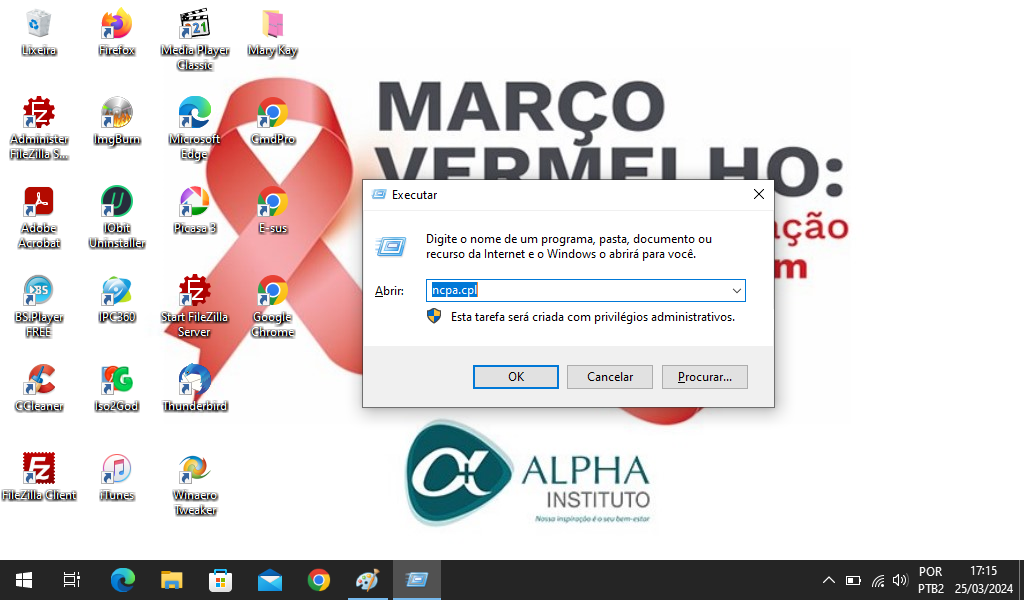 Lixeira
Firefox
Media Player
Classic
Mary Kay
Administer
FileZilla S...
ImgBurn
Microsoft
Edge
CmdPro
Adobe
Acrobat
IObit
Uninstaller
Picasa 3
E-sus
BS.Player
FREE
IPC360
Start FileZilla
Server
Google
Chrome
CCleaner
Iso2God
Thunderbird
FileZilla Client
iTunes
Winaero
Tweaker
MARÇO
VERMELHO:
ação
m
Executar
Digite o nome de um programa, pasta, documento ou
recurso da Internet e o Windows o abrirá para você.
Abrir:
ncpa.cpl
Esta tarefa será criada com privilégios administrativos.
OK
Cancelar
Procurar...
ALPHA
INSTITUTO
Nossa inspiração é o seu bem-estar
POR
PTB2
17:15
25/03/2024